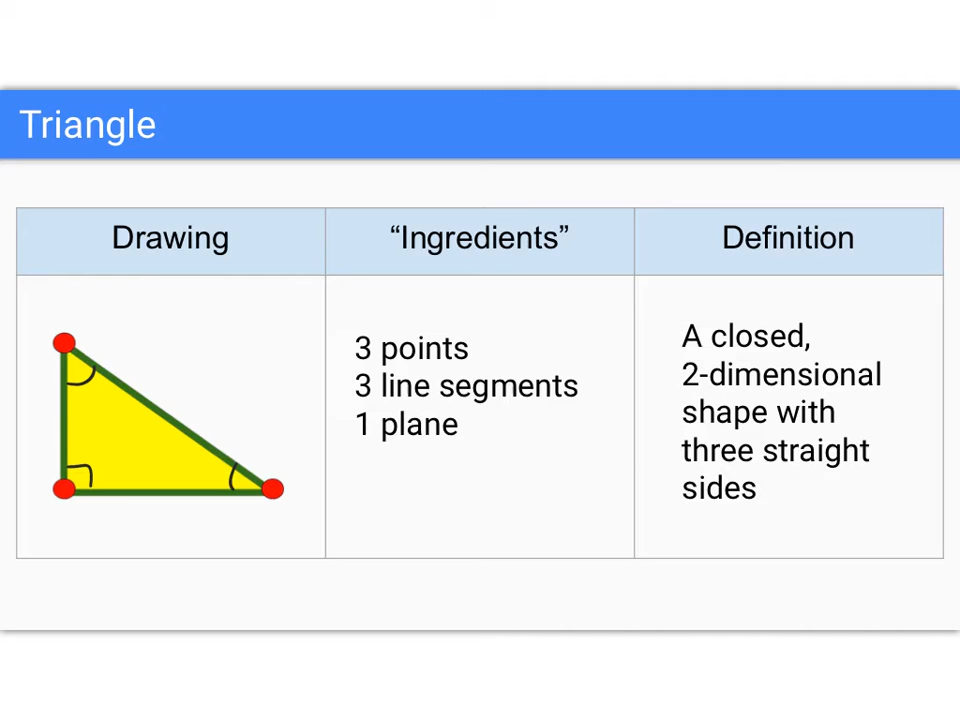 Triangle
Drawing
“Ingredients”
Definition
3 points
3 line segments
1 plane
A closed,
2-dimensional
shape with
three straight
sides